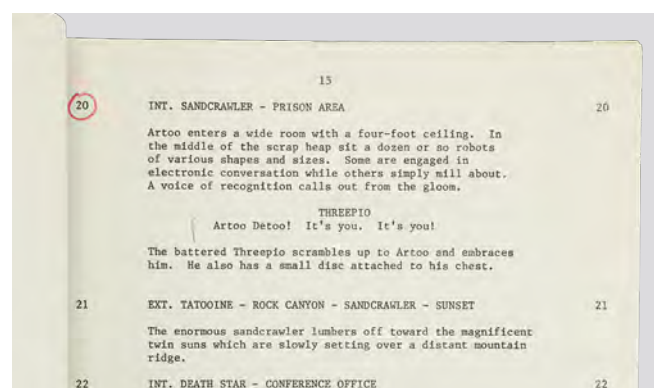 15
20 INT. SANDCRAWLER - PRISON AREA 20
Artoo enters a wide room with a four-foot ceiling. In
the middle of the scrap heap sit a dozen or so robots
of various shapes and sizes. Some are engaged in
electronic conversation while others simply mill about.
A voice of recognition calls out from the gloom.
THREEPIO
Artoo Detoo! It's you. It's you!
The battered Threepio scrambles up to Artoo and embraces
him. He also has a small disc attached to his chest.
21 EXT. TATOOINE - ROCK CANYON - SANDCRAWLER - SUNSET 21
The enormous sandcrawler lumbers off toward the magnificent
twin suns which are slowly setting over a distant mountain
ridge.
22 INT. DEATH STAR - CONFERENCE OFFICE 22